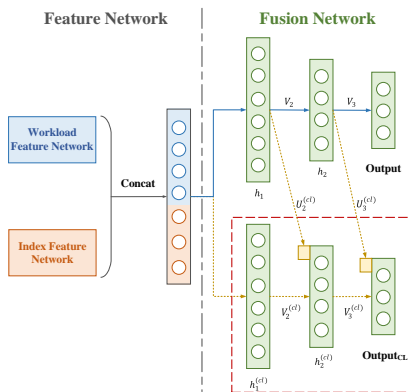 Feature Network
Fusion Network
Workload
Feature Network
Concat
Index Feature
Network
V₂
V₃
h₁
h₂
Output
U₂^(cl)
U₃^(cl)
V₂^(cl)
V₃^(cl)
h₁^(cl)
h₂^(cl)
Output_CL